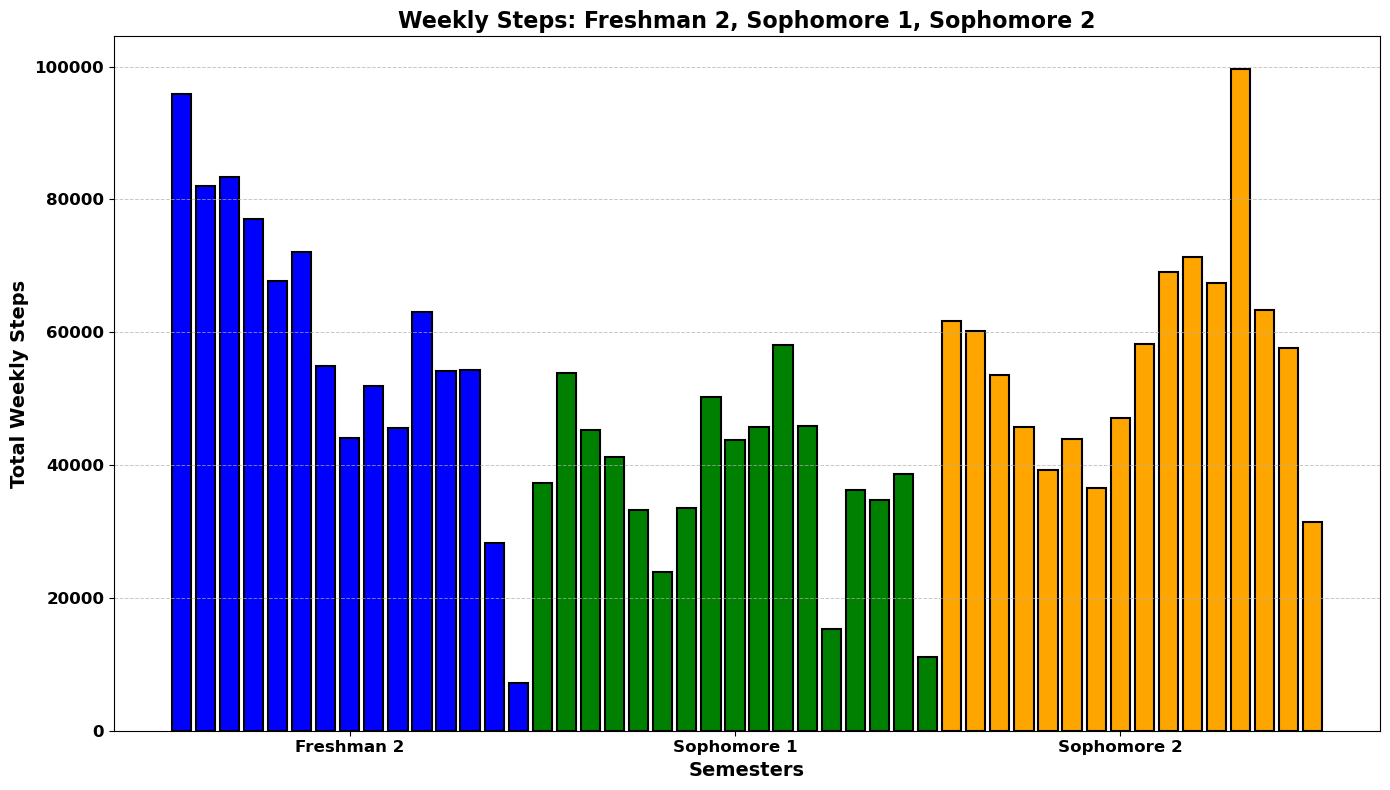 Weekly Steps: Freshman 2, Sophomore 1, Sophomore 2
Total Weekly Steps
100000
80000
60000
40000
20000
0
Freshman 2
Sophomore 1
Sophomore 2
Semesters